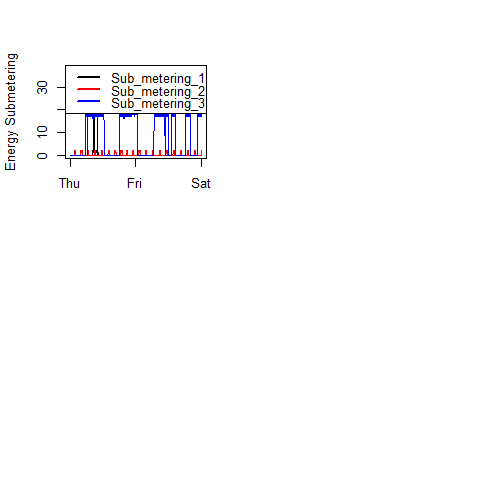 Energy Submetering
30
10
0
Sub_metering_1
Sub_metering_2
Sub_metering_3
Thu Fri Sat